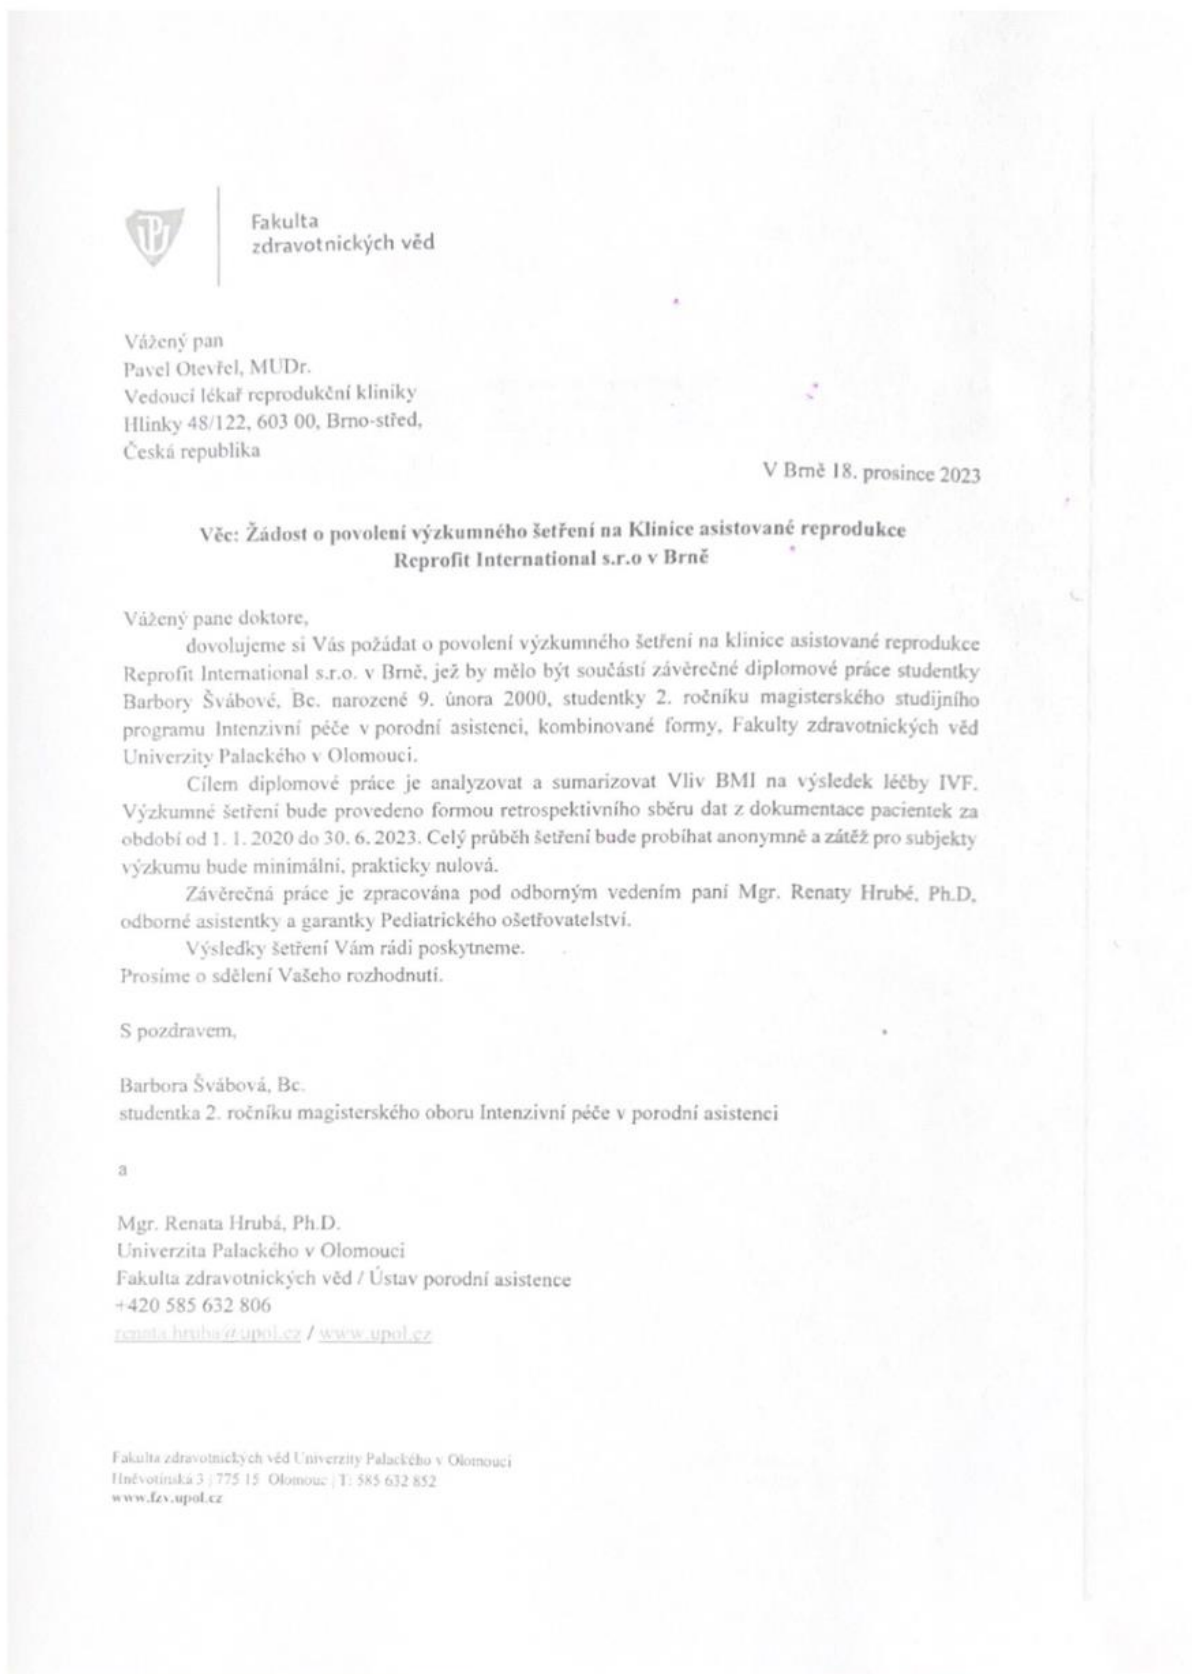 Fakulta
zdravotnických věd
Vážený pan
Pavel Otevřel, MUDr.
Vedoucí lékař reprodukční kliniky
Hlinky 48/122, 603 00, Brno-střed,
Česká republika
V Brně 18. prosince 2023
Věc: Žádost o povolení výzkumného šetření na Klinice asistované reprodukce
Reprofit International s.r.o v Brně
Vážený pane doktore,
dovolujeme si Vás požádat o povolení výzkumného šetření na klinice asistované reprodukce
Reprofit International s.r.o. v Brně, jež by mělo být součástí závěrečné diplomové práce studentky
Barbory Švábové, Bc. narozené 9. února 2000, studentky 2. ročníku magisterského studijního
programu Intenzivní péče v porodní asistenci, kombinované formy, Fakulty zdravotnických věd
Univerzity Palackého v Olomouci.
Cílem diplomové práce je analyzovat a sumarizovat Vliv BMI na výsledek léčby IVF.
Výzkumné šetření bude provedeno formou retrospektivního sběru dat z dokumentace pacientek za
období od 1. 1. 2020 do 30. 6. 2023. Celý průběh šetření bude probíhat anonymně a zátěž pro subjekty
výzkumu bude minimální, prakticky nulová.
Závěrečná práce je zpracována pod odborným vedením paní Mgr. Renaty Hrubé, Ph.D,
odborné asistentky a garantky Pediatrického ošetřovatelství.
Výsledky šetření Vám rádi poskytneme.
Prosíme o sdělení Vašeho rozhodnutí.
S pozdravem,
Barbora Švábová, Bc.
studentka 2. ročníku magisterského oboru Intenzivní péče v porodní asistenci
a
Mgr. Renata Hrubá, Ph.D.
Univerzita Palackého v Olomouci
Fakulta zdravotnických věd / Ústav porodní asistence
+420 585 632 806
renata.hruba@upol.cz / www.upol.cz
Fakulta zdravotnických věd Univerzity Palackého v Olomouci
Hněvotínská 3 | 775 15 Olomouc | T: 585 632 852
www.fzv.upol.cz